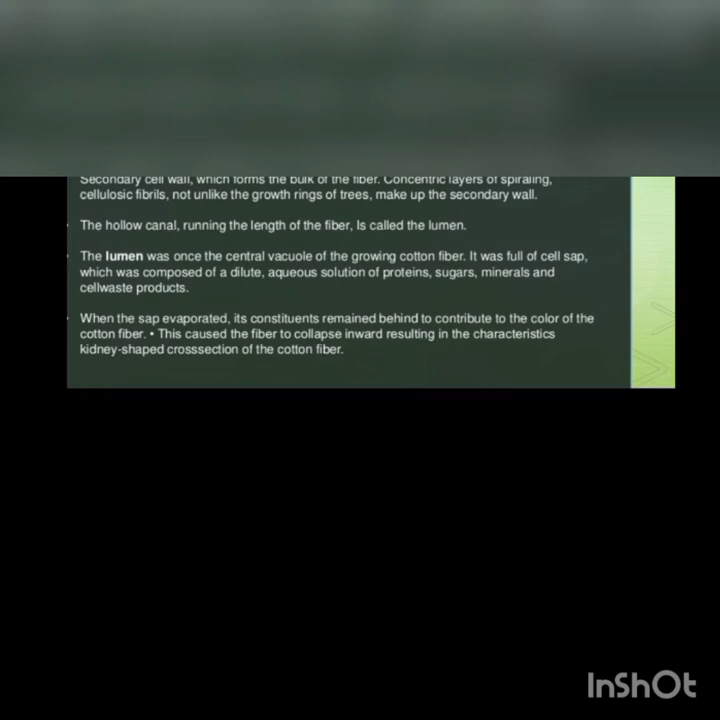 Secondary cell wall, which forms the bulk of the fiber. Concentric layers of spiraling,
cellulosic fibrils, not unlike the growth rings of trees, make up the secondary wall.
The hollow canal, running the length of the fiber, Is called the lumen.
The lumen was once the central vacuole of the growing cotton fiber. It was full of cell sap,
which was composed of a dilute, aqueous solution of proteins, sugars, minerals and
cellwaste products.
When the sap evaporated, its constituents remained behind to contribute to the color of the
cotton fiber. • This caused the fiber to collapse inward resulting in the characteristics
kidney-shaped crosssection of the cotton fiber.
InShOt